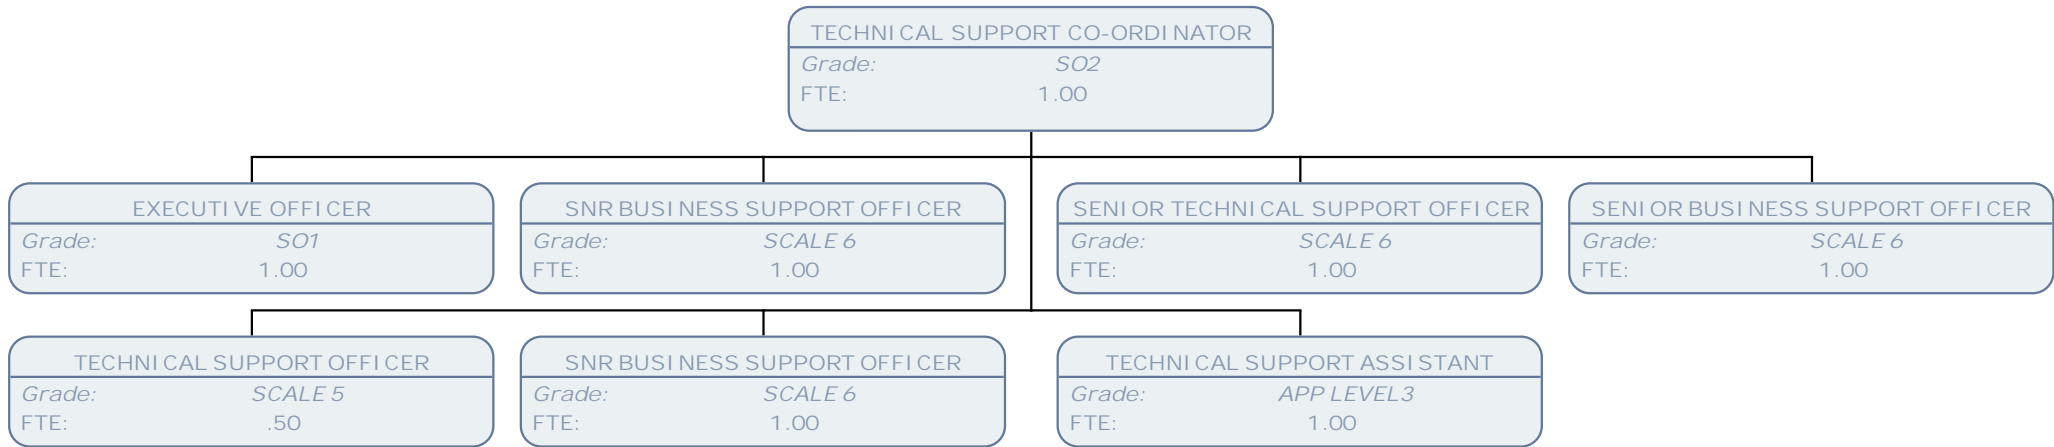 TECHNICAL SUPPORT CO-ORDINATOR
Grade: SO2
FTE: 1.00
EXECUTIVE OFFICER
Grade: SO1
FTE: 1.00
SNR BUSINESS SUPPORT OFFICER
Grade: SCALE 6
FTE: 1.00
SENIOR TECHNICAL SUPPORT OFFICER
Grade: SCALE 6
FTE: 1.00
SENIOR BUSINESS SUPPORT OFFICER
Grade: SCALE 6
FTE: 1.00
TECHNICAL SUPPORT OFFICER
Grade: SCALE 5
FTE: .50
SNR BUSINESS SUPPORT OFFICER
Grade: SCALE 6
FTE: 1.00
TECHNICAL SUPPORT ASSISTANT
Grade: APP LEVEL3
FTE: 1.00